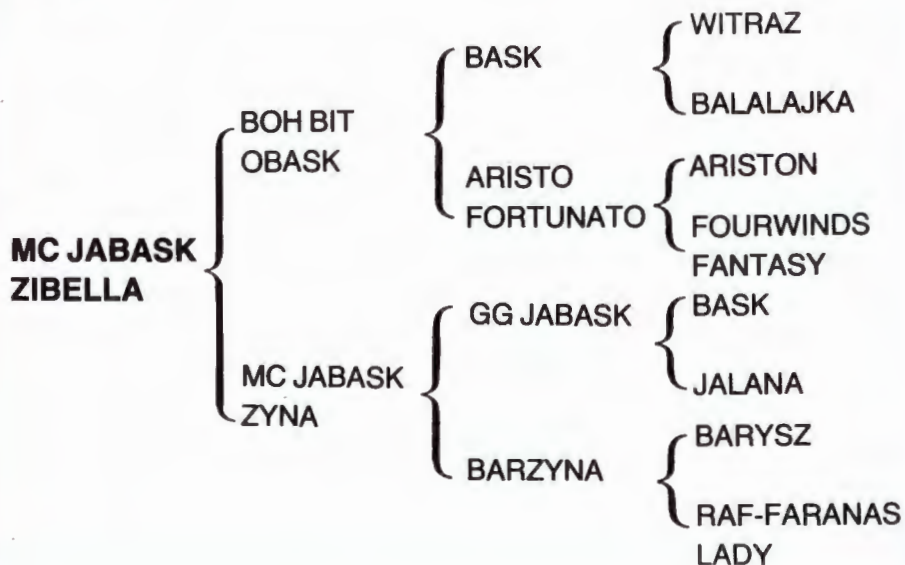 MC JABASK
ZIBELLA
BOH BIT
OBASK
BASK
WITRAZ
BALALAJKA
ARISTO
FORTUNATO
ARISTON
FOURWINDS
FANTASY
MC JABASK
ZYNA
GG JABASK
BASK
JALANA
BARZYNA
BARYSZ
RAF-FARANAS
LADY